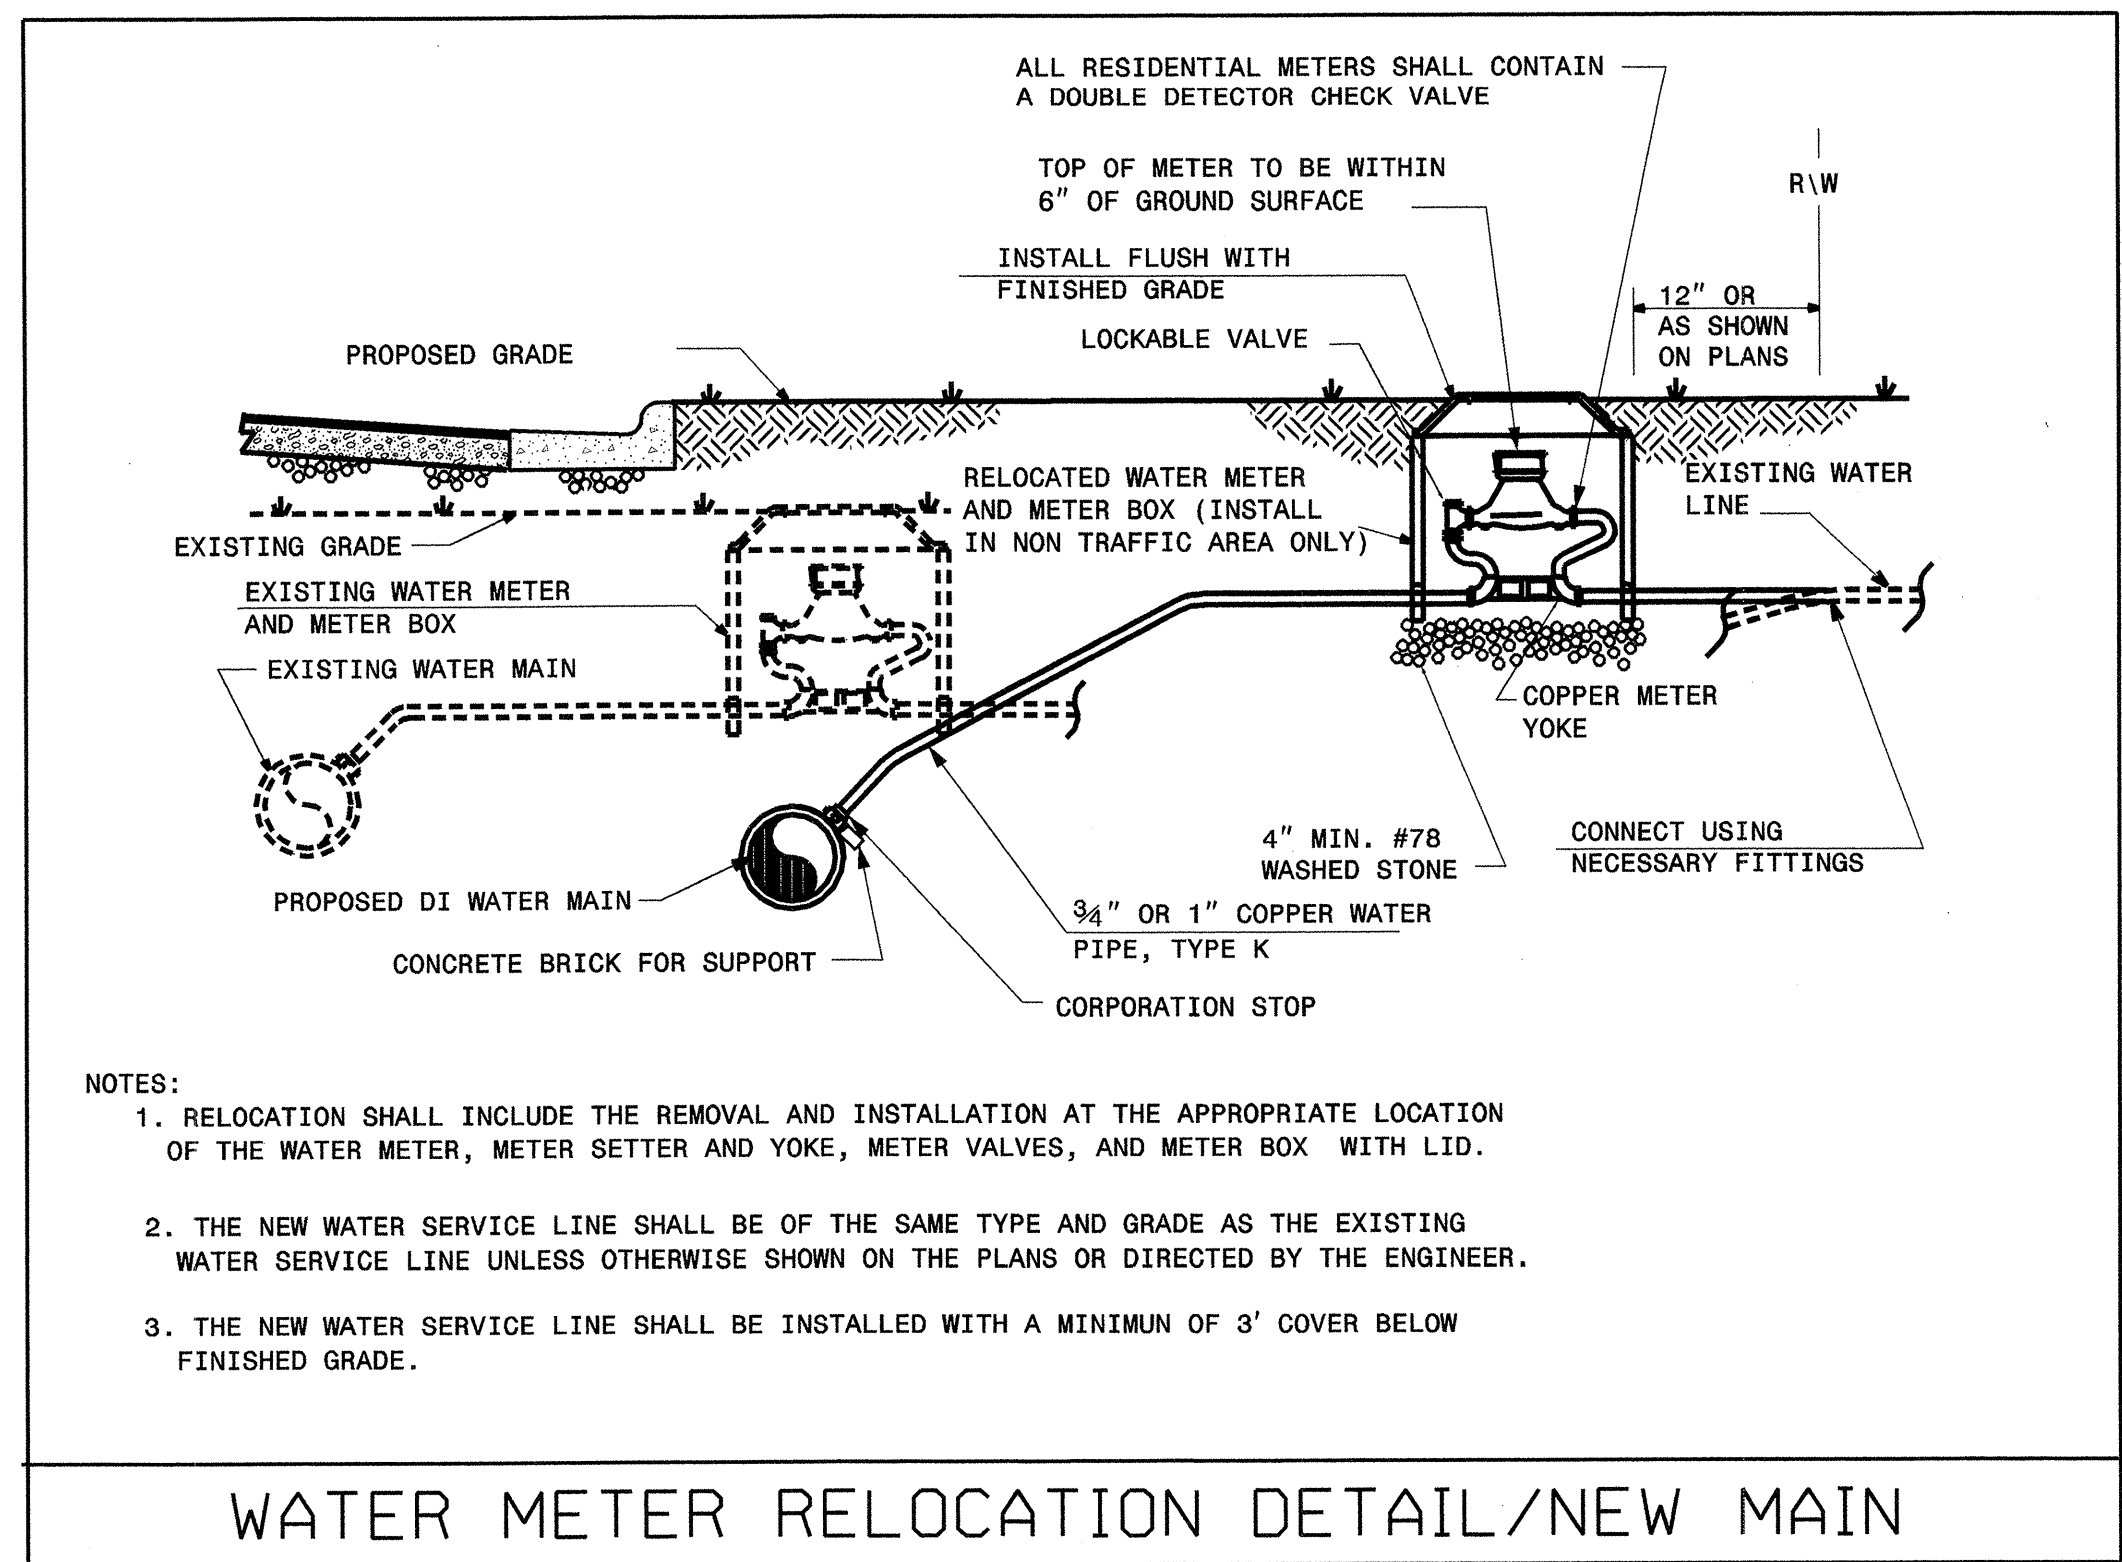 ALL RESIDENTIAL METERS SHALL CONTAIN
A DOUBLE DETECTOR CHECK VALVE
TOP OF METER TO BE WITHIN
6" OF GROUND SURFACE
R\W
INSTALL FLUSH WITH
FINISHED GRADE
12" OR
AS SHOWN
ON PLANS
LOCKABLE VALVE
PROPOSED GRADE
RELOCATED WATER METER
AND METER BOX (INSTALL
IN NON TRAFFIC AREA ONLY)
EXISTING WATER
LINE
EXISTING GRADE
EXISTING WATER METER
AND METER BOX
EXISTING WATER MAIN
COPPER METER
YOKE
4" MIN. #78
WASHED STONE
CONNECT USING
NECESSARY FITTINGS
PROPOSED DI WATER MAIN
3/4" OR 1" COPPER WATER
PIPE, TYPE K
CONCRETE BRICK FOR SUPPORT
CORPORATION STOP
NOTES:
1. RELOCATION SHALL INCLUDE THE REMOVAL AND INSTALLATION AT THE APPROPRIATE LOCATION
OF THE WATER METER, METER SETTER AND YOKE, METER VALVES, AND METER BOX WITH LID.
2. THE NEW WATER SERVICE LINE SHALL BE OF THE SAME TYPE AND GRADE AS THE EXISTING
WATER SERVICE LINE UNLESS OTHERWISE SHOWN ON THE PLANS OR DIRECTED BY THE ENGINEER.
3. THE NEW WATER SERVICE LINE SHALL BE INSTALLED WITH A MINIMUN OF 3' COVER BELOW
FINISHED GRADE.
WATER METER RELOCATION DETAIL/NEW MAIN